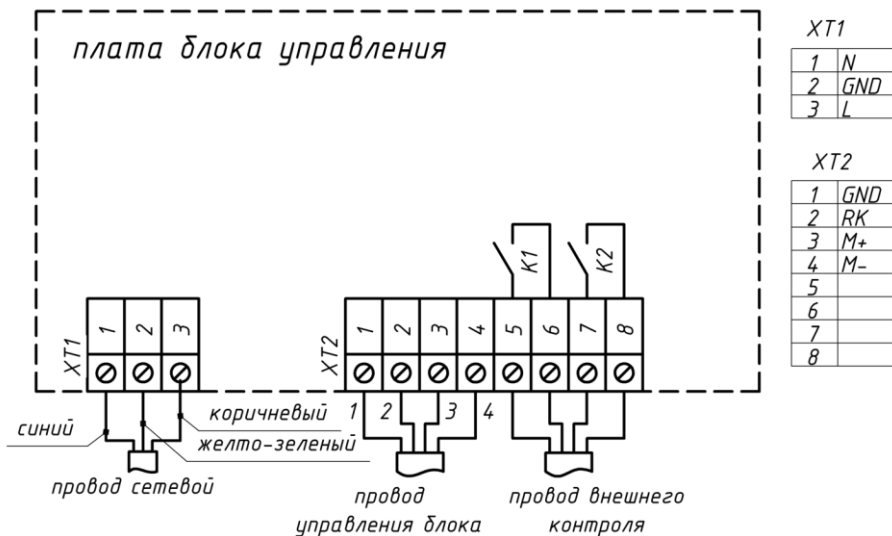 плата блока управления
XT1
1 N
2 GND
3 L
XT2
1 GND
2 RK
3 M+
4 M-
5
6
7
8
K1
K2
XT1
1 2 3
XT2
1 2 3 4 5 6 7 8
синий
коричневый
желто-зеленый
1 2 3 4
провод сетевой
провод
управления блока
провод внешнего
контроля